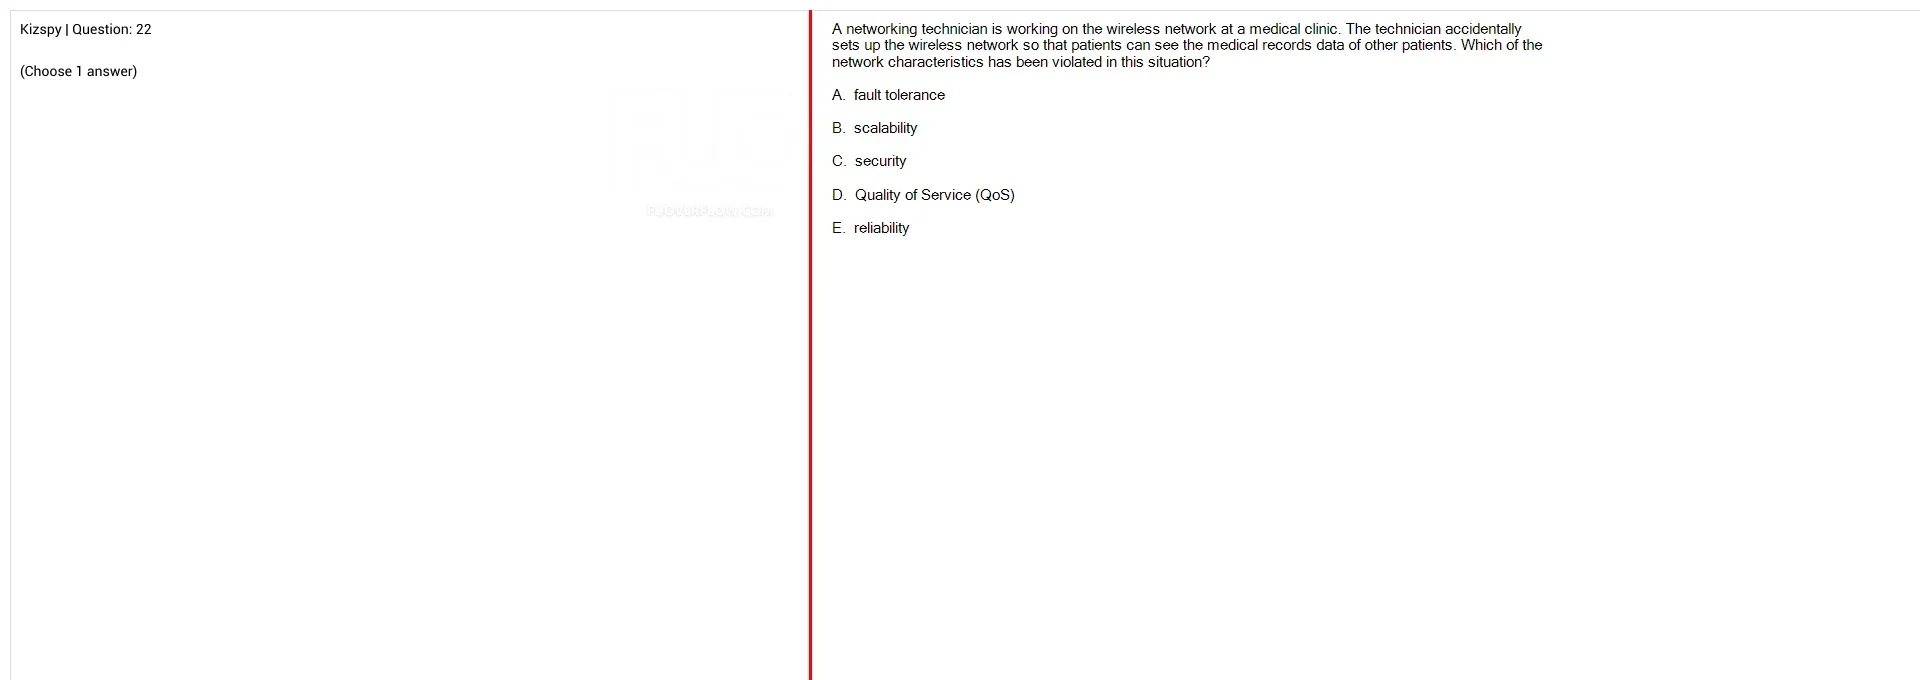 Kizspy | Question: 22
(Choose 1 answer)
FUOVERFLOW.COM
A networking technician is working on the wireless network at a medical clinic. The technician accidentally
sets up the wireless network so that patients can see the medical records data of other patients. Which of the
network characteristics has been violated in this situation?
A. fault tolerance
B. scalability
C. security
D. Quality of Service (QoS)
E. reliability